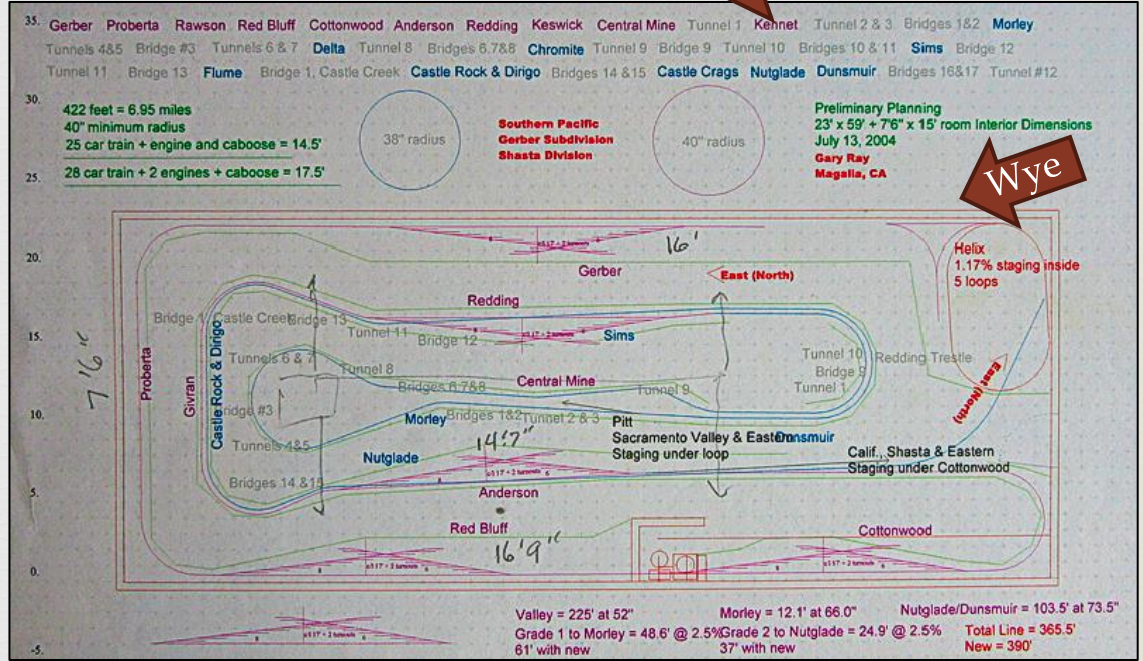 35. Gerber Proberta Rawson Red Bluff Cottonwood Anderson Redding Keswick Central Mine Tunnel 1 Kennet Tunnel 2 & 3 Bridges 1&2 Morley
Tunnels 4&5 Bridge #3 Tunnels 6 & 7 Delta Tunnel 8 Bridges 6.7&8 Chromite Tunnel 9 Bridge 9 Tunnel 10 Bridges 10 & 11 Sims Bridge 12
Tunnel 11 Bridge 13 Flume Bridge 1, Castle Creek Castle Rock & Dirigo Bridges 14 &15 Castle Crags Nutglade Dunsmuir Bridges 16&17 Tunnel #12
30.
422 feet = 6.95 miles
40" minimum radius
25 car train + engine and caboose = 14.5'
28 car train + 2 engines + caboose = 17.5'
38" radius
Southern Pacific
Gerber Subdivision
Shasta Division
40" radius
Preliminary Planning
23' x 59' + 7'6" x 15' room Interior Dimensions
July 13, 2004
Gary Ray
Magalia, CA
25.
Wye
20.
16'
Gerber
East (North)
Helix
1.17% staging inside
5 loops
Redding
Bridge 1, Castle Creek
Bridge 13
15.
Tunnel 11
Bridge 12
Sims
7'6"
Proberta
Givran
Castle Rock & Dirigo
Tunnels 6 & 7
Tunnel 8
Bridges 6.7&8
Central Mine
Tunnel 9
Tunnel 10
Bridge 9
Tunnel 1
Redding Trestle
East (North)
10.
Bridge #3
Morley
Bridges 1&2
Tunnel 2 & 3
Pitt
Sacramento Valley & Eastern
Staging under loop
Dunsmuir
Tunnels 4&5
14'7"
Nutglade
Calif., Shasta & Eastern
Staging under Cottonwood
5.
Bridges 14 &15
Anderson
Red Bluff
16'9"
Cottonwood
0.
-5.
Valley = 225' at 52"
Morley = 12.1' at 66.0"
Nutglade/Dunsmuir = 103.5' at 73.5"
Grade 1 to Morley = 48.6' @ 2.5%
61' with new
Grade 2 to Nutglade = 24.9' @ 2.5%
37' with new
Total Line = 365.5'
New = 390'